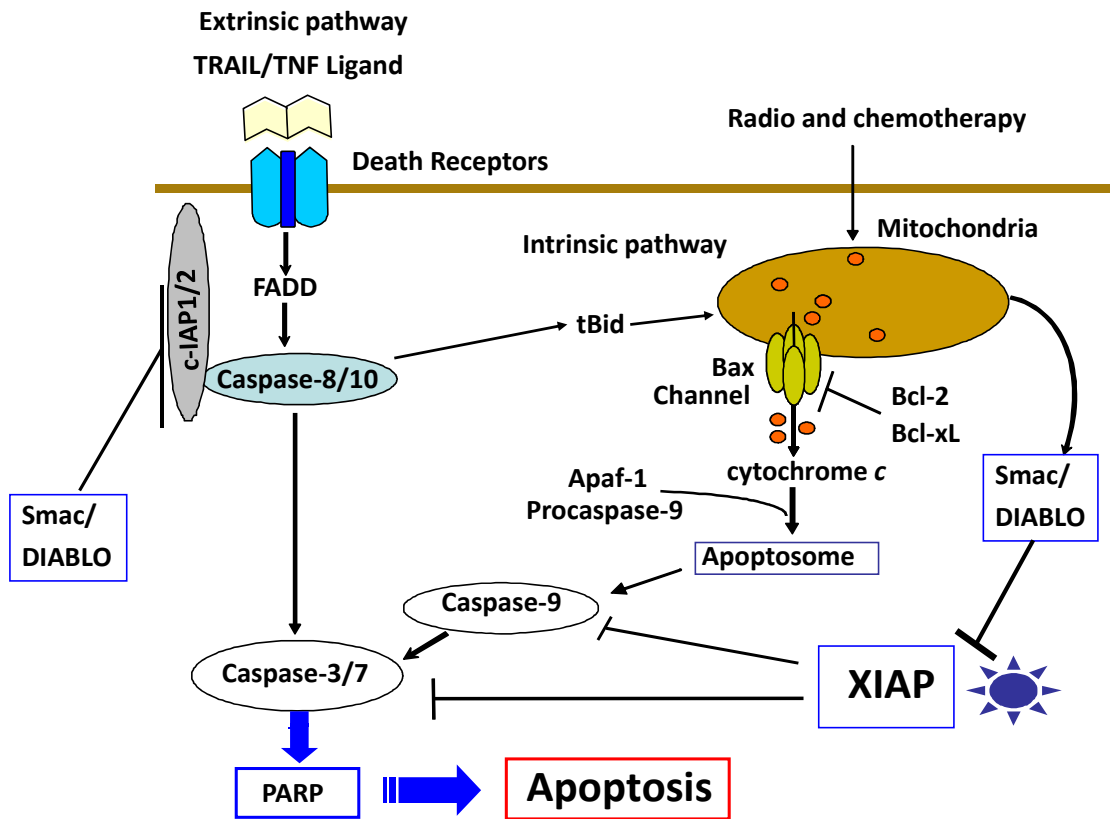 Extrinsic pathway
TRAIL/TNF Ligand
Radio and chemotherapy
Death Receptors
Mitochondria
Intrinsic pathway
c-IAP1/2
FADD
tBid
Caspase-8/10
Bax
Channel
Bcl-2
Bcl-xL
cytochrome c
Apaf-1
Procaspase-9
Smac/
DIABLO
Smac/
DIABLO
Apoptosome
Caspase-9
Caspase-3/7
XIAP
PARP
Apoptosis